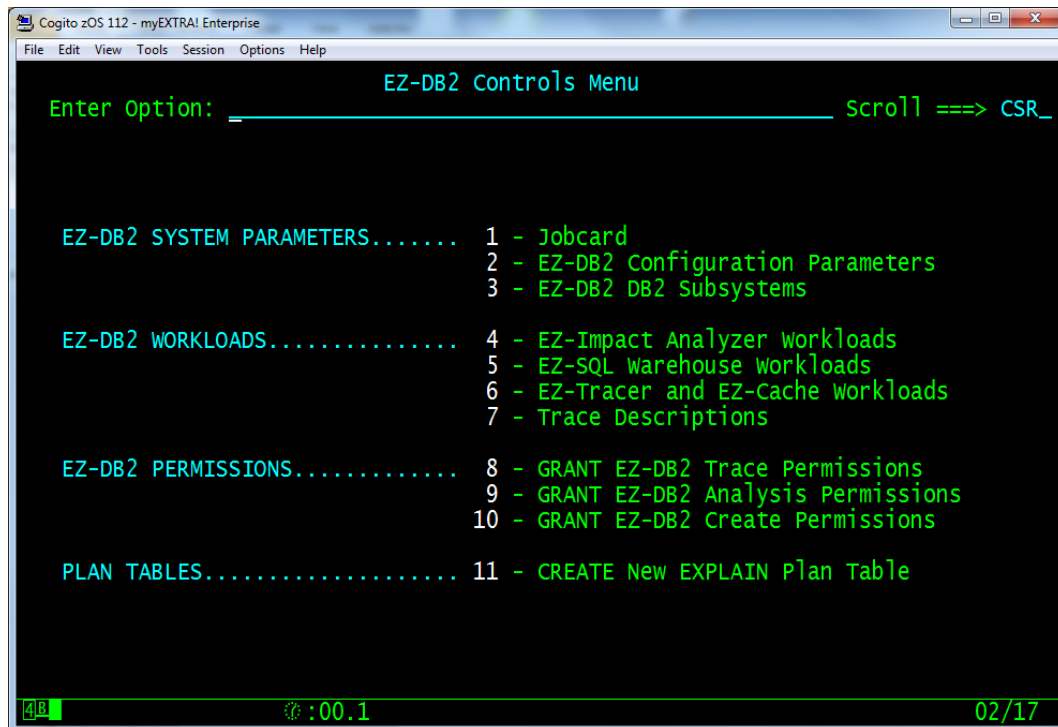 Cogito zOS 112 - myEXTRA! Enterprise
File Edit View Tools Session Options Help
EZ-DB2 Controls Menu
Enter Option: Scroll ===> CSR
EZ-DB2 SYSTEM PARAMETERS....... 1 - Jobcard
2 - EZ-DB2 Configuration Parameters
3 - EZ-DB2 DB2 Subsystems
EZ-DB2 WORKLOADS............... 4 - EZ-Impact Analyzer Workloads
5 - EZ-SQL Warehouse Workloads
6 - EZ-Tracer and EZ-Cache Workloads
7 - Trace Descriptions
EZ-DB2 PERMISSIONS............. 8 - GRANT EZ-DB2 Trace Permissions
9 - GRANT EZ-DB2 Analysis Permissions
10 - GRANT EZ-DB2 Create Permissions
PLAN TABLES.................... 11 - CREATE New EXPLAIN Plan Table
4B :00.1 02/17